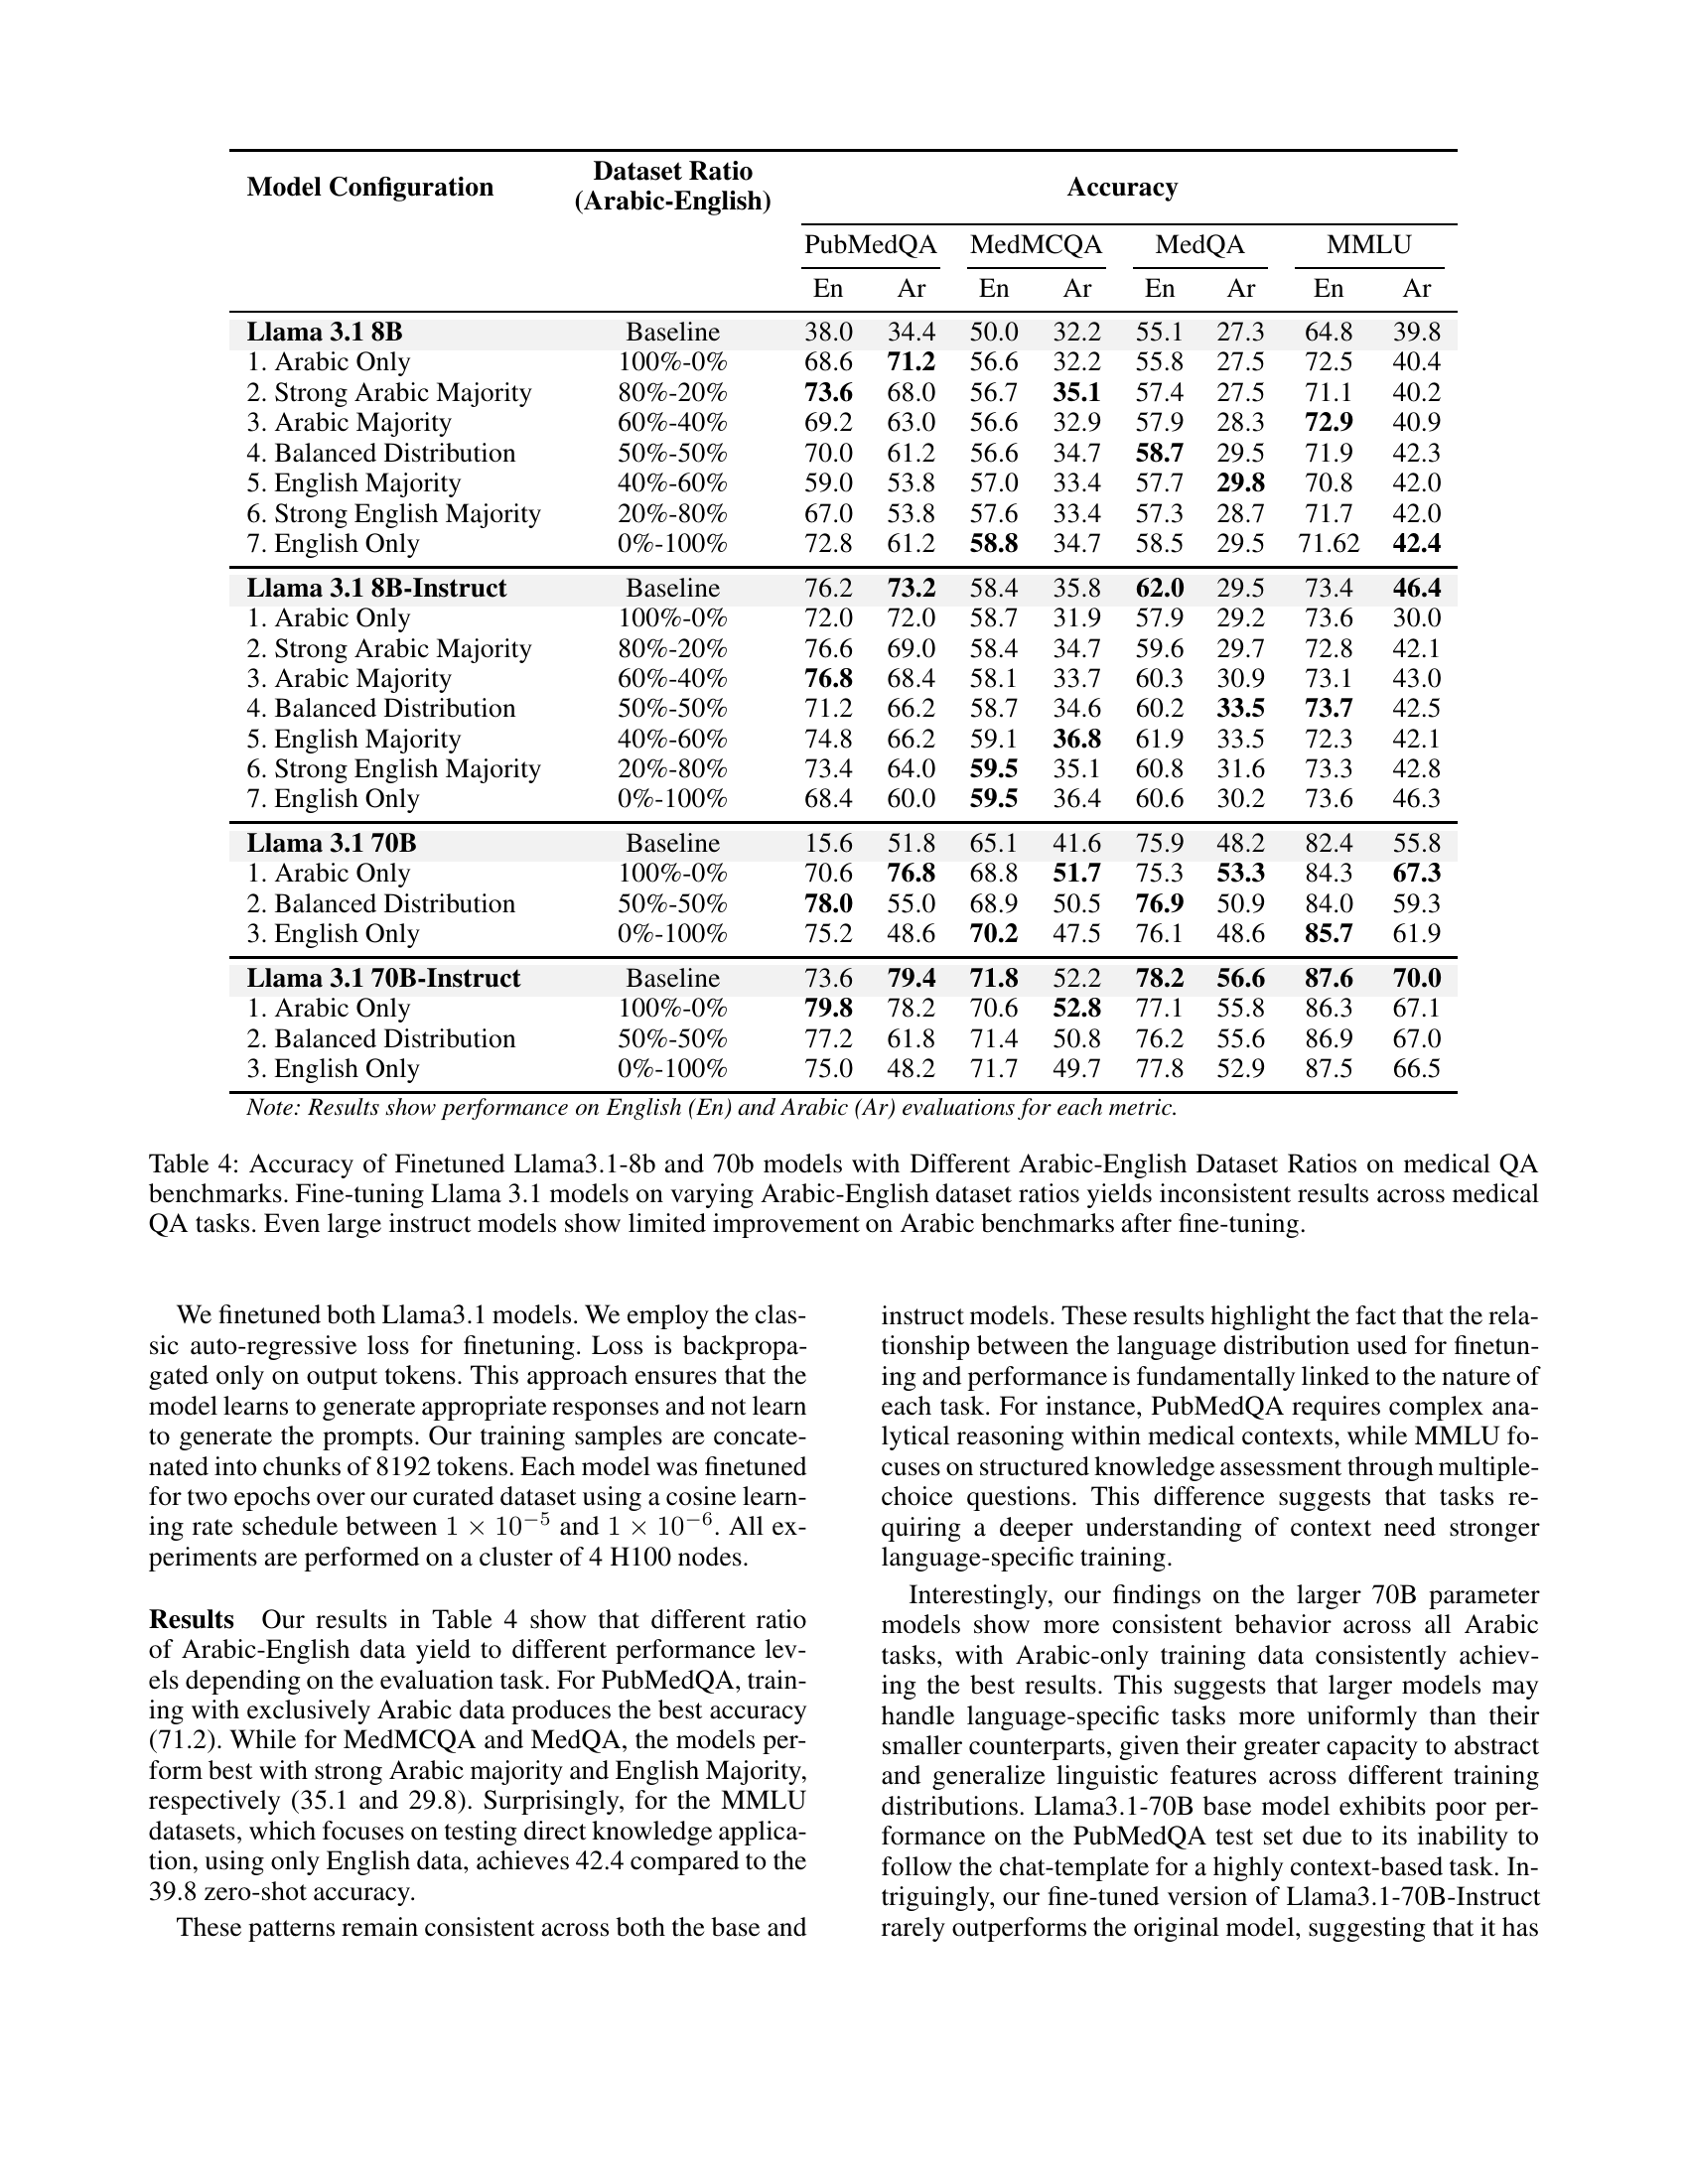 Model Configuration Dataset Ratio (Arabic-English) Accuracy
PubMedQA MedMCQA MedQA MMLU
En Ar En Ar En Ar En Ar
Llama 3.1 8B Baseline 38.0 34.4 50.0 32.2 55.1 27.3 64.8 39.8
1. Arabic Only 100%-0% 68.6 71.2 56.6 32.2 55.8 27.5 72.5 40.4
2. Strong Arabic Majority 80%-20% 73.6 68.0 56.7 35.1 57.4 27.5 71.1 40.2
3. Arabic Majority 60%-40% 69.2 63.0 56.6 32.9 57.9 28.3 72.9 40.9
4. Balanced Distribution 50%-50% 70.0 61.2 56.6 34.7 58.7 29.5 71.9 42.3
5. English Majority 40%-60% 59.0 53.8 57.0 33.4 57.7 29.8 70.8 42.0
6. Strong English Majority 20%-80% 67.0 53.8 57.6 33.4 57.3 28.7 71.7 42.0
7. English Only 0%-100% 72.8 61.2 58.8 34.7 58.5 29.5 71.62 42.4
Llama 3.1 8B-Instruct Baseline 76.2 73.2 58.4 35.8 62.0 29.5 73.4 46.4
1. Arabic Only 100%-0% 72.0 72.0 58.7 31.9 57.9 29.2 73.6 30.0
2. Strong Arabic Majority 80%-20% 76.6 69.0 58.4 34.7 59.6 29.7 72.8 42.1
3. Arabic Majority 60%-40% 76.8 68.4 58.1 33.7 60.3 30.9 73.1 43.0
4. Balanced Distribution 50%-50% 71.2 66.2 58.7 34.6 60.2 33.5 73.7 42.5
5. English Majority 40%-60% 74.8 66.2 59.1 36.8 61.9 33.5 72.3 42.1
6. Strong English Majority 20%-80% 73.4 64.0 59.5 35.1 60.8 31.6 73.3 42.8
7. English Only 0%-100% 68.4 60.0 59.5 36.4 60.6 30.2 73.6 46.3
Llama 3.1 70B Baseline 15.6 51.8 65.1 41.6 75.9 48.2 82.4 55.8
1. Arabic Only 100%-0% 70.6 76.8 68.8 51.7 75.3 53.3 84.3 67.3
2. Balanced Distribution 50%-50% 78.0 55.0 68.9 50.5 76.9 50.9 84.0 59.3
3. English Only 0%-100% 75.2 48.6 70.2 47.5 76.1 48.6 85.7 61.9
Llama 3.1 70B-Instruct Baseline 73.6 79.4 71.8 52.2 78.2 56.6 87.6 70.0
1. Arabic Only 100%-0% 79.8 78.2 70.6 52.8 77.1 55.8 86.3 67.1
2. Balanced Distribution 50%-50% 77.2 61.8 71.4 50.8 76.2 55.6 86.9 67.0
3. English Only 0%-100% 75.0 48.2 71.7 49.7 77.8 52.9 87.5 66.5
Note: Results show performance on English (En) and Arabic (Ar) evaluations for each metric.
Table 4: Accuracy of Finetuned Llama3.1-8b and 70b models with Different Arabic-English Dataset Ratios on medical QA
benchmarks. Fine-tuning Llama 3.1 models on varying Arabic-English dataset ratios yields inconsistent results across medical
QA tasks. Even large instruct models show limited improvement on Arabic benchmarks after fine-tuning.
We finetuned both Llama3.1 models. We employ the clas-
sic auto-regressive loss for finetuning. Loss is backpropa-
gated only on output tokens. This approach ensures that the
model learns to generate appropriate responses and not learn
to generate the prompts. Our training samples are concate-
nated into chunks of 8192 tokens. Each model was finetuned
for two epochs over our curated dataset using a cosine learn-
ing rate schedule between 1 × 10⁻⁵ and 1 × 10⁻⁶. All ex-
periments are performed on a cluster of 4 H100 nodes.
Results Our results in Table 4 show that different ratio
of Arabic-English data yield to different performance lev-
els depending on the evaluation task. For PubMedQA, train-
ing with exclusively Arabic data produces the best accuracy
(71.2). While for MedMCQA and MedQA, the models per-
form best with strong Arabic majority and English Majority,
respectively (35.1 and 29.8). Surprisingly, for the MMLU
datasets, which focuses on testing direct knowledge applica-
tion, using only English data, achieves 42.4 compared to the
39.8 zero-shot accuracy.
These patterns remain consistent across both the base and
instruct models. These results highlight the fact that the rela-
tionship between the language distribution used for finetun-
ing and performance is fundamentally linked to the nature of
each task. For instance, PubMedQA requires complex ana-
lytical reasoning within medical contexts, while MMLU fo-
cuses on structured knowledge assessment through multiple-
choice questions. This difference suggests that tasks re-
quiring a deeper understanding of context need stronger
language-specific training.
Interestingly, our findings on the larger 70B parameter
models show more consistent behavior across all Arabic
tasks, with Arabic-only training data consistently achiev-
ing the best results. This suggests that larger models may
handle language-specific tasks more uniformly than their
smaller counterparts, given their greater capacity to abstract
and generalize linguistic features across different training
distributions. Llama3.1-70B base model exhibits poor per-
formance on the PubMedQA test set due to its inability to
follow the chat-template for a highly context-based task. In-
triguingly, our fine-tuned version of Llama3.1-70B-Instruct
rarely outperforms the original model, suggesting that it has